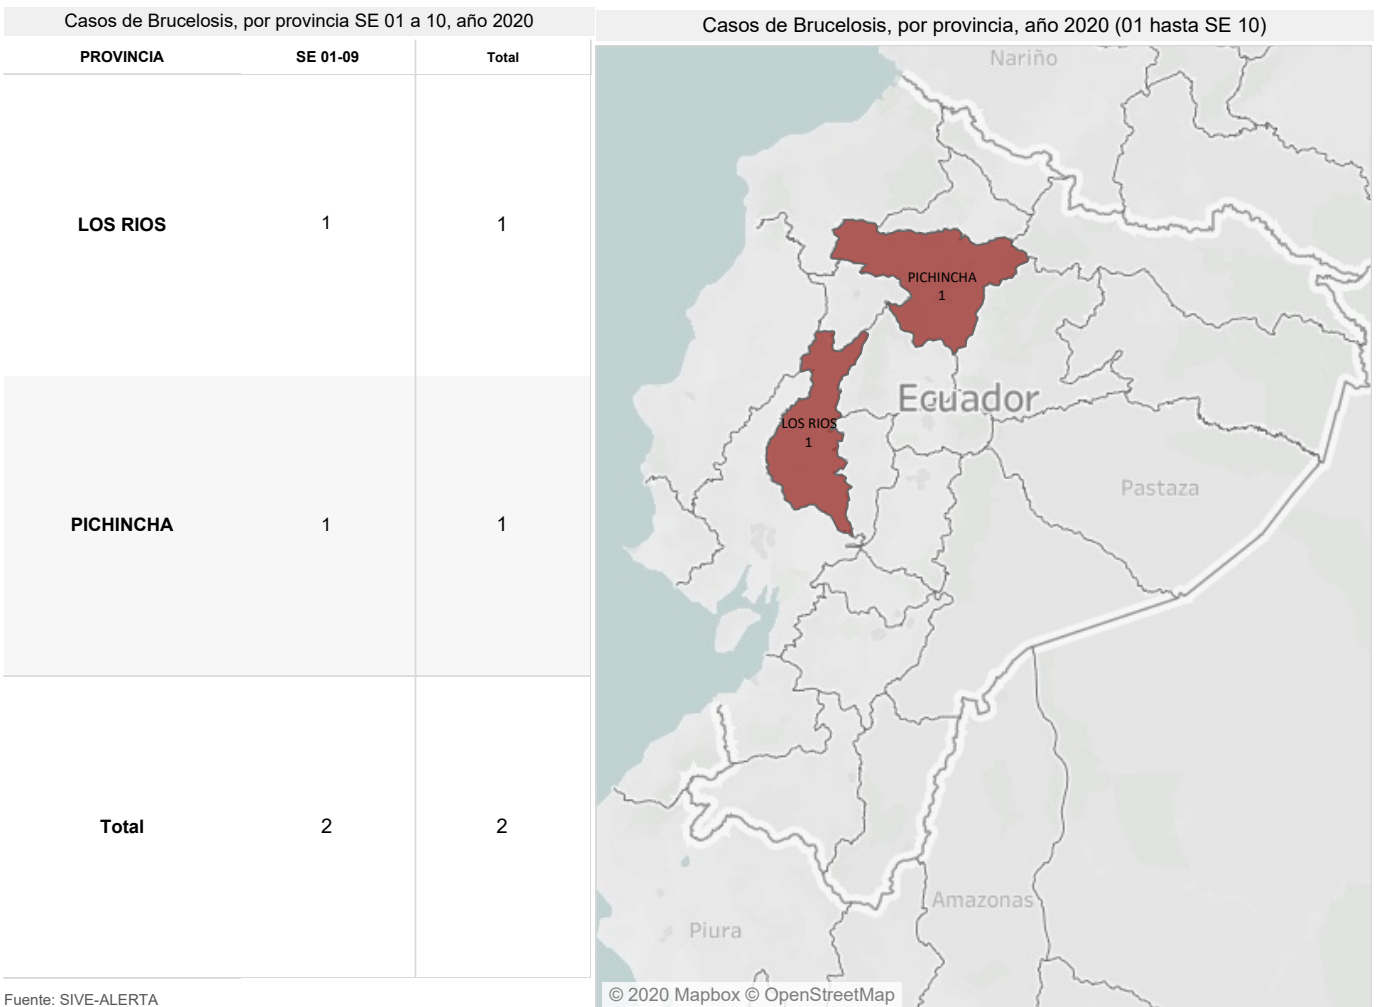 Casos de Brucelosis, por provincia SE 01 a 10, año 2020
PROVINCIA SE 01-09 Total
LOS RIOS 1 1
PICHINCHA 1 1
Total 2 2
Fuente: SIVE-ALERTA
Casos de Brucelosis, por provincia, año 2020 (01 hasta SE 10)
Nariño
PICHINCHA
1
Ecuador
LOS RIOS
1
Pastaza
Amazonas
Piura
© 2020 Mapbox © OpenStreetMap